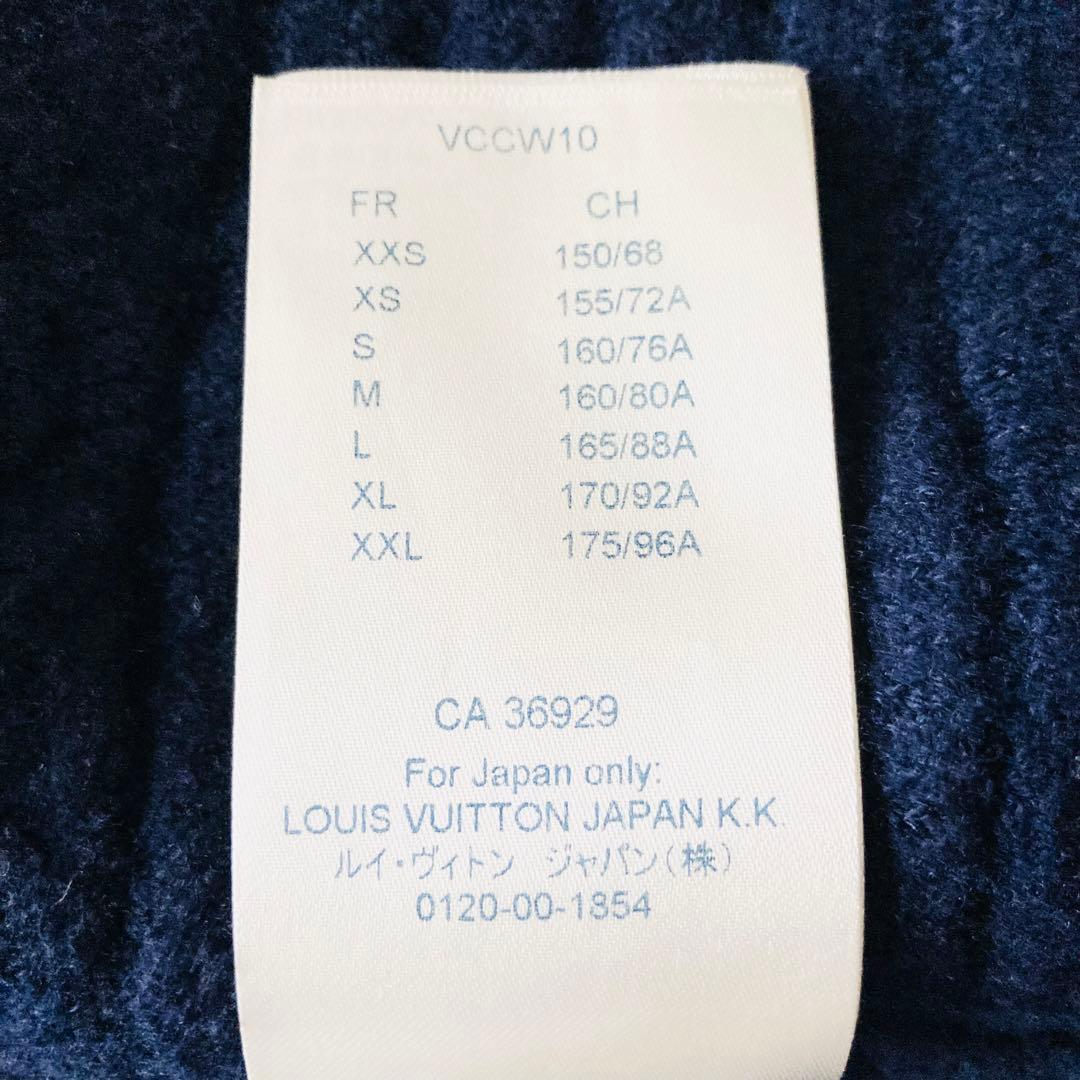 VCCW10
FR CH
XXS 150/68
XS 155/72A
S 160/76A
M 160/80A
L 165/88A
XL 170/92A
XXL 175/96A
CA 36929
For Japan only:
LOUIS VUITTON JAPAN K.K.
ルイ・ヴィトン ジャパン(株)
0120-00-1854